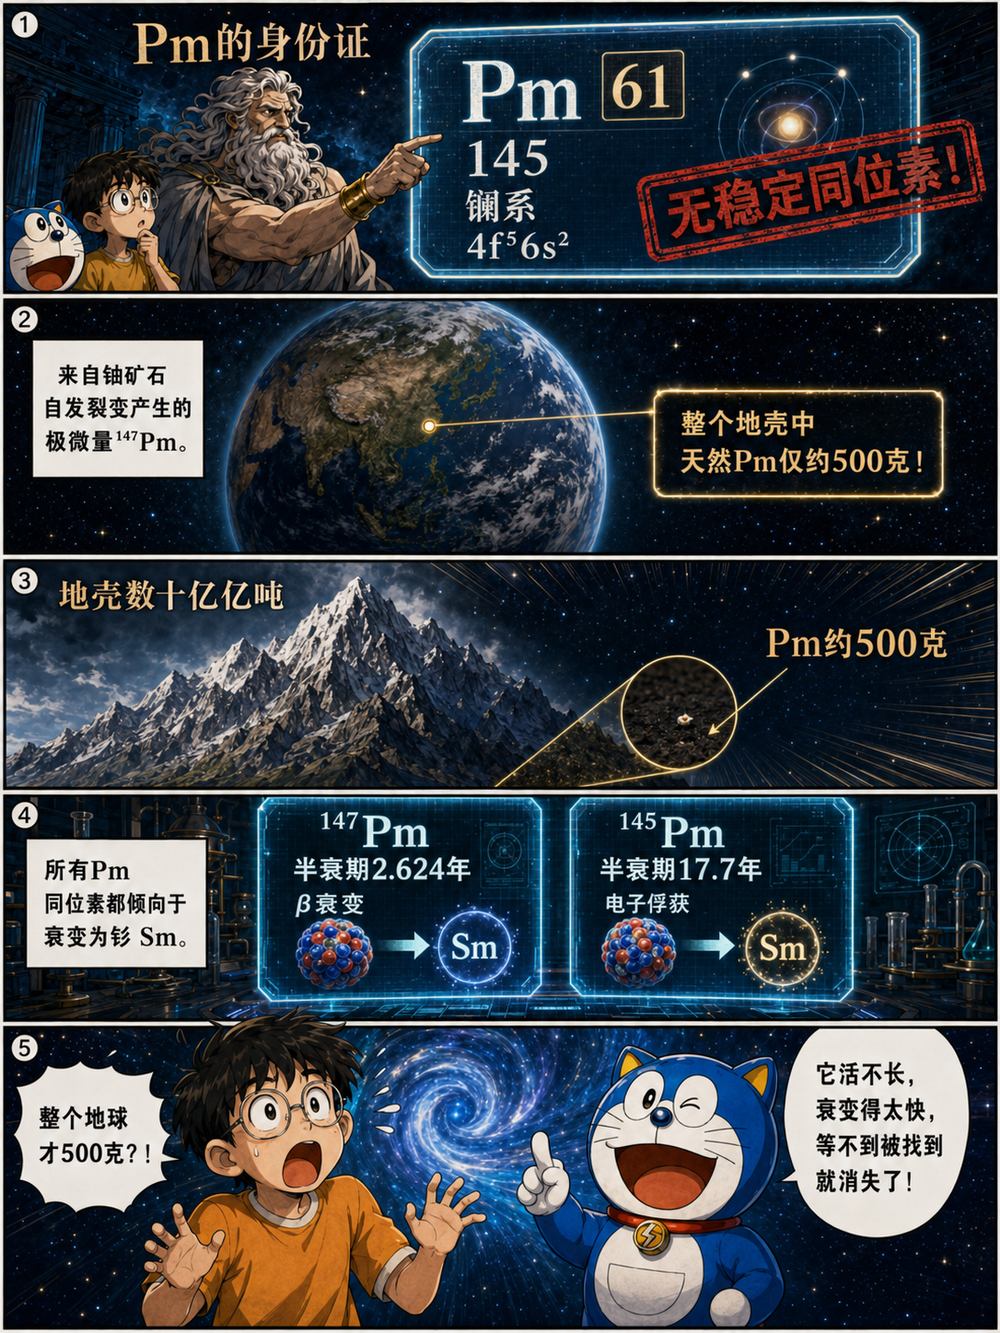 1
Pm的身份证
Pm 61
145
镧系
4f⁵6s²
无稳定同位素！
2
来自铀矿石
自发裂变产生的
极微量¹⁴⁷Pm。
整个地壳中
天然Pm仅约500克！
3
地壳数十亿亿吨
Pm约500克
4
所有Pm
同位素都倾向于
衰变为钐 Sm。
¹⁴⁷Pm
半衰期2.624年
β衰变
Sm
¹⁴⁵Pm
半衰期17.7年
电子俘获
Sm
5
整个地球
才500克？！
它活不长，
衰变得太快，
等不到被找到
就消失了！